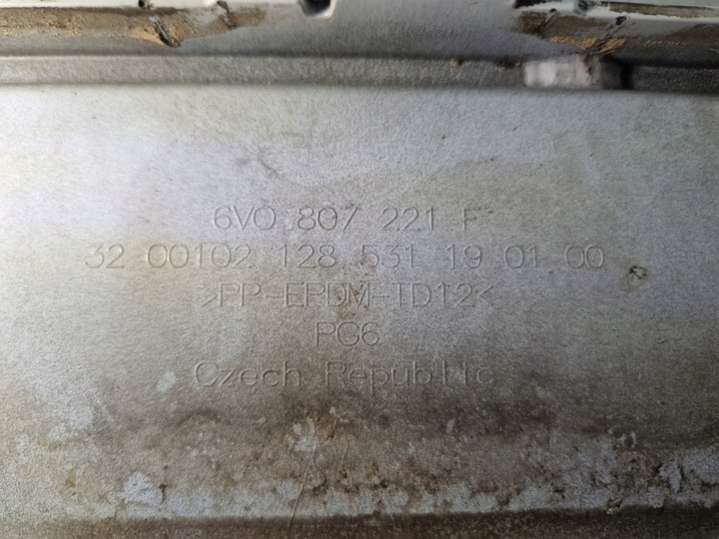 6V0 807 221 F
32 00102 128 531 19 01 00
>PP-EPDM-TD12<
PG6
Czech Republic